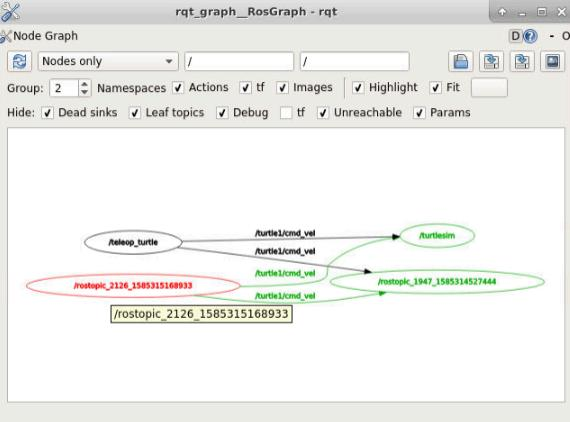 rqt_graph__RosGraph - rqt
Node Graph
D - O
Nodes only / /
Group: 2 Namespaces Actions tf Images Highlight Fit
Hide: Dead sinks Leaf topics Debug tf Unreachable Params
/teleop_turtle
/turtle1/cmd_vel
/turtlesim
/turtle1/cmd_vel
/rostopic_2126_1585315168933
/turtle1/cmd_vel
/rostopic_1947_1585314527444
/turtle1/cmd_vel
/rostopic_2126_1585315168933